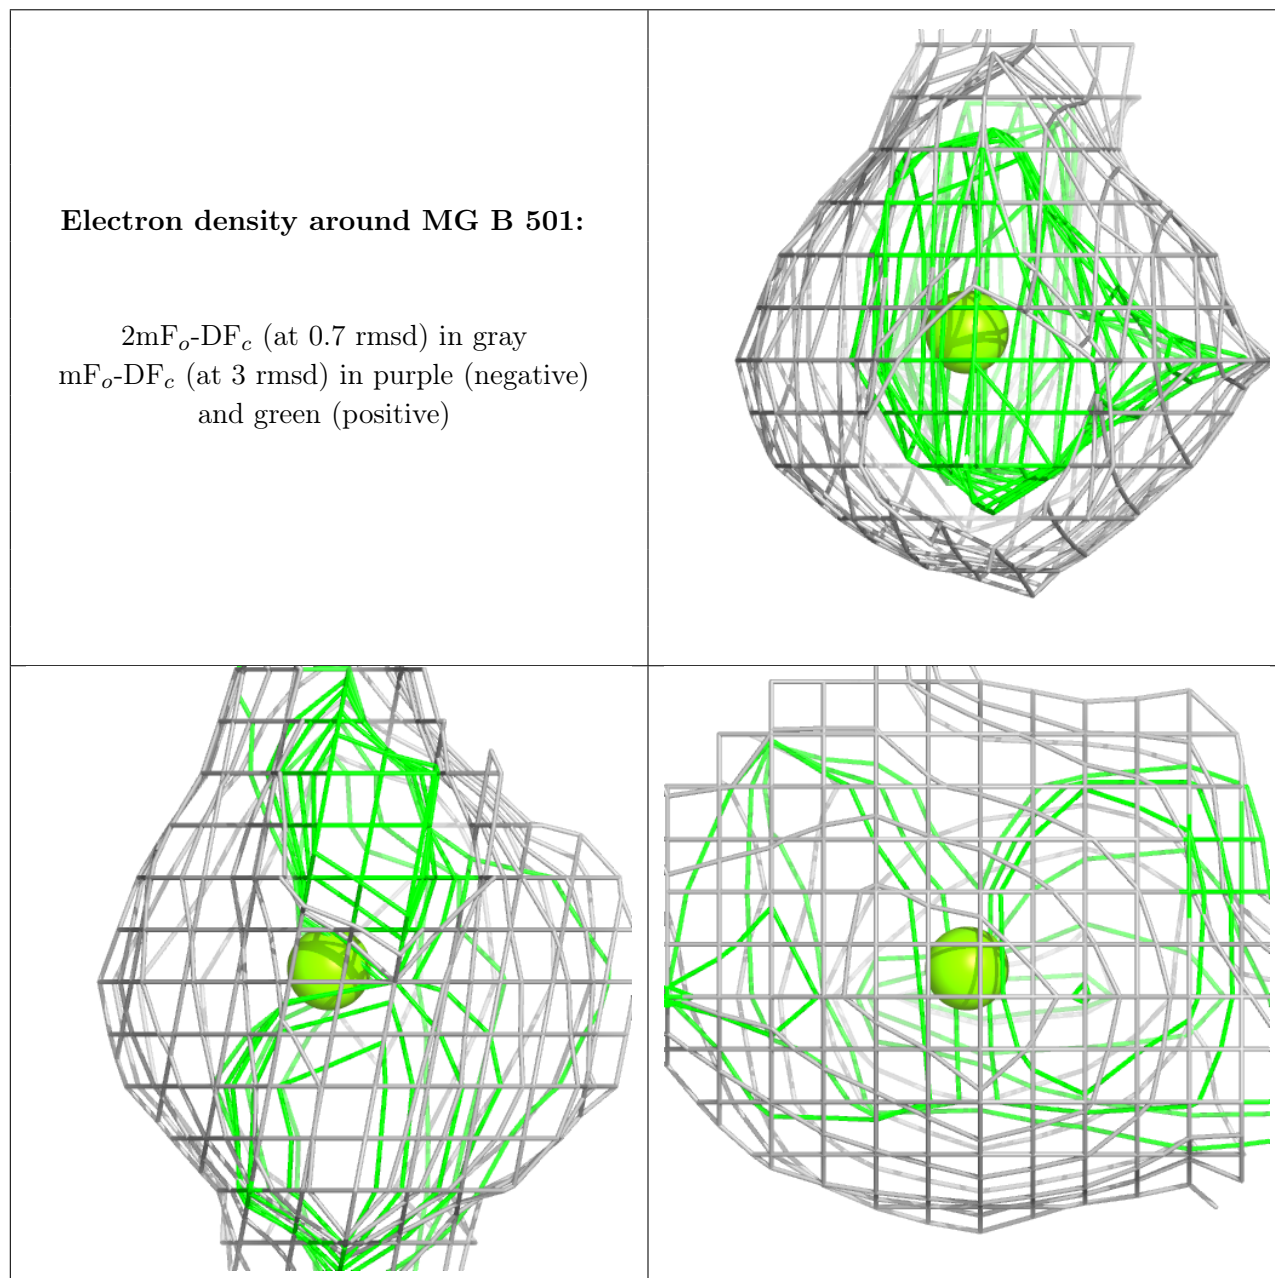 Electron density around MG B 501:
2mFo-DFc (at 0.7 rmsd) in gray
mFo-DFc (at 3 rmsd) in purple (negative)
and green (positive)